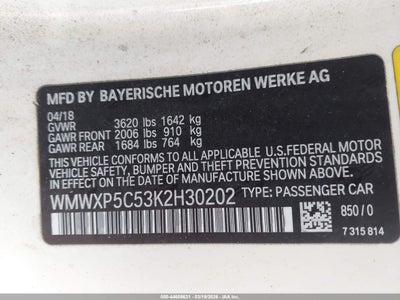 MFD BY BAYERISCHE MOTOREN WERKE AG
04/18
GVWR 3620 lbs 1642 kg
GAWR FRONT 2006 lbs 910 kg
GAWR REAR 1684 lbs 764 kg
THIS VEHICLE CONFORMS TO ALL APPLICABLE U.S.FEDERAL MOTOR
VEHICLE SAFETY, BUMPER AND THEFT PREVENTION STANDARDS
IN EFFECT ON THE DATE OF MANUFACTURE SHOWN ABOVE.
WMWXP5C53K2H30202 TYPE: PASSENGER CAR
850/0
7 315 814